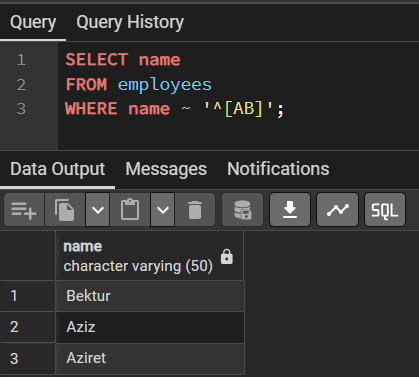 Query Query History
1 SELECT name
2 FROM employees
3 WHERE name ~ '^[AB]';
Data Output Messages Notifications
SQL
name
character varying (50)
1 Bektur
2 Aziz
3 Aziret